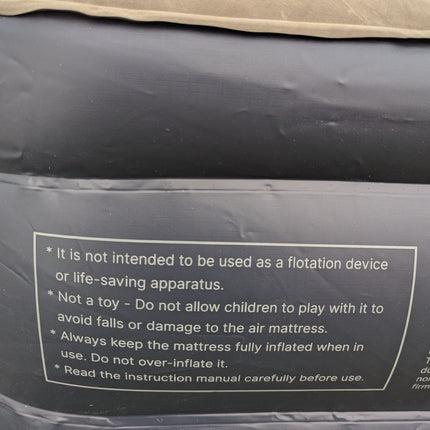 * It is not intended to be used as a flotation device
or life-saving apparatus.
* Not a toy - Do not allow children to play with it to
avoid falls or damage to the air mattress.
* Always keep the mattress fully inflated when in
use. Do not over-inflate it.
* Read the instruction manual carefully before use.